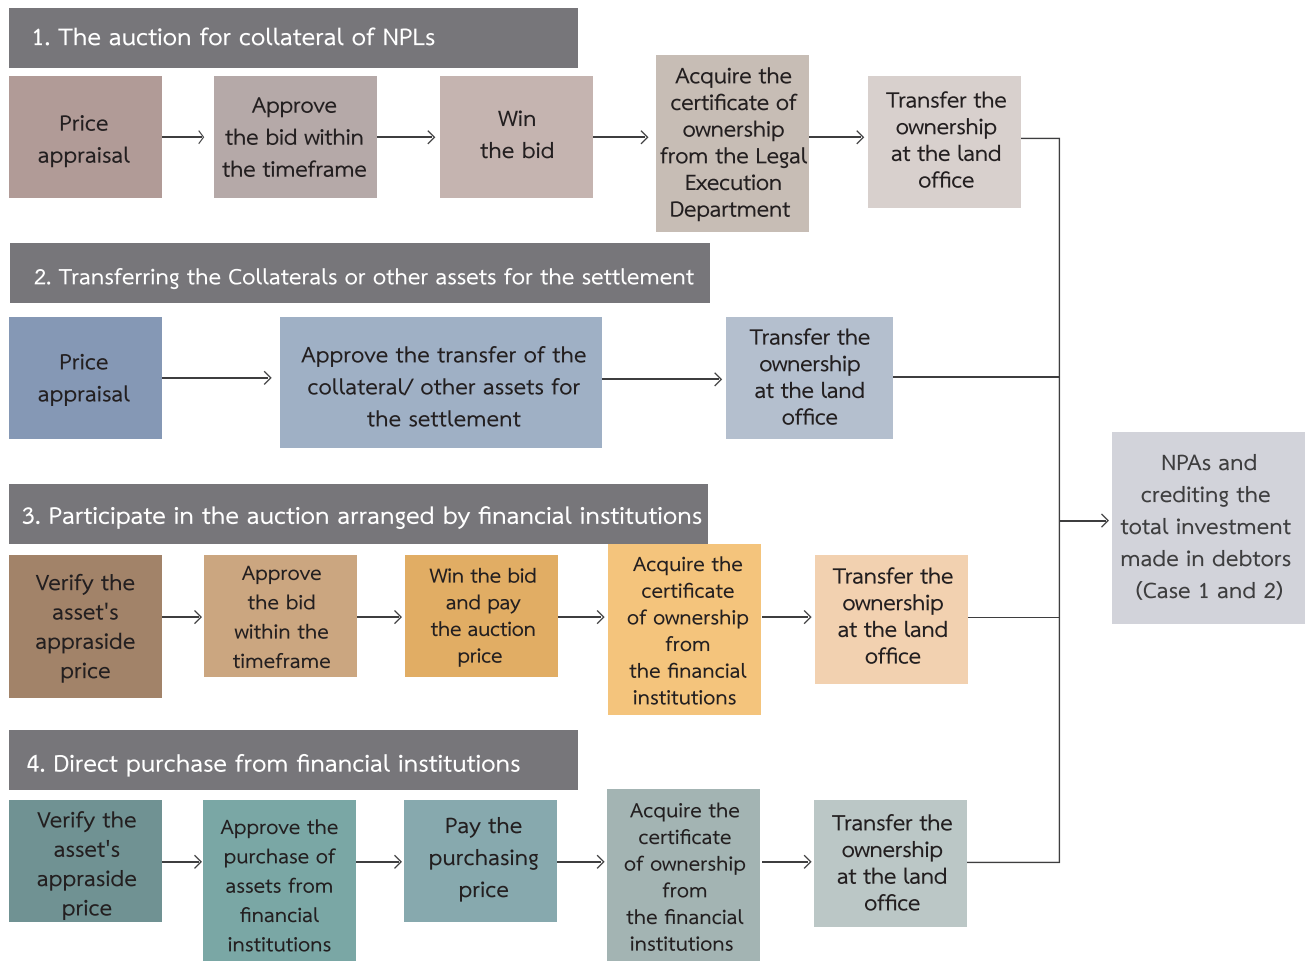 1. The auction for collateral of NPLs
Price
appraisal
Approve
the bid within
the timeframe
Win
the bid
Acquire the
certificate of
ownership
from the Legal
Execution
Department
Transfer the
ownership
at the land
office
2. Transferring the Collaterals or other assets for the settlement
Price
appraisal
Approve the transfer of the
collateral/ other assets for
the settlement
Transfer the
ownership
at the land
office
3. Participate in the auction arranged by financial institutions
Verify the
asset's
appraside
price
Approve
the bid
within the
timeframe
Win the bid
and pay
the auction
price
Acquire the
certificate
of ownership
from
the financial
institutions
Transfer the
ownership
at the land
office
4. Direct purchase from financial institutions
Verify the
asset's
appraside
price
Approve the
purchase of
assets from
financial
institutions
Pay the
purchasing
price
Acquire the
certificate
of ownership
from
the financial
institutions
Transfer the
ownership
at the land
office
NPAs and
crediting the
total investment
made in debtors
(Case 1 and 2)